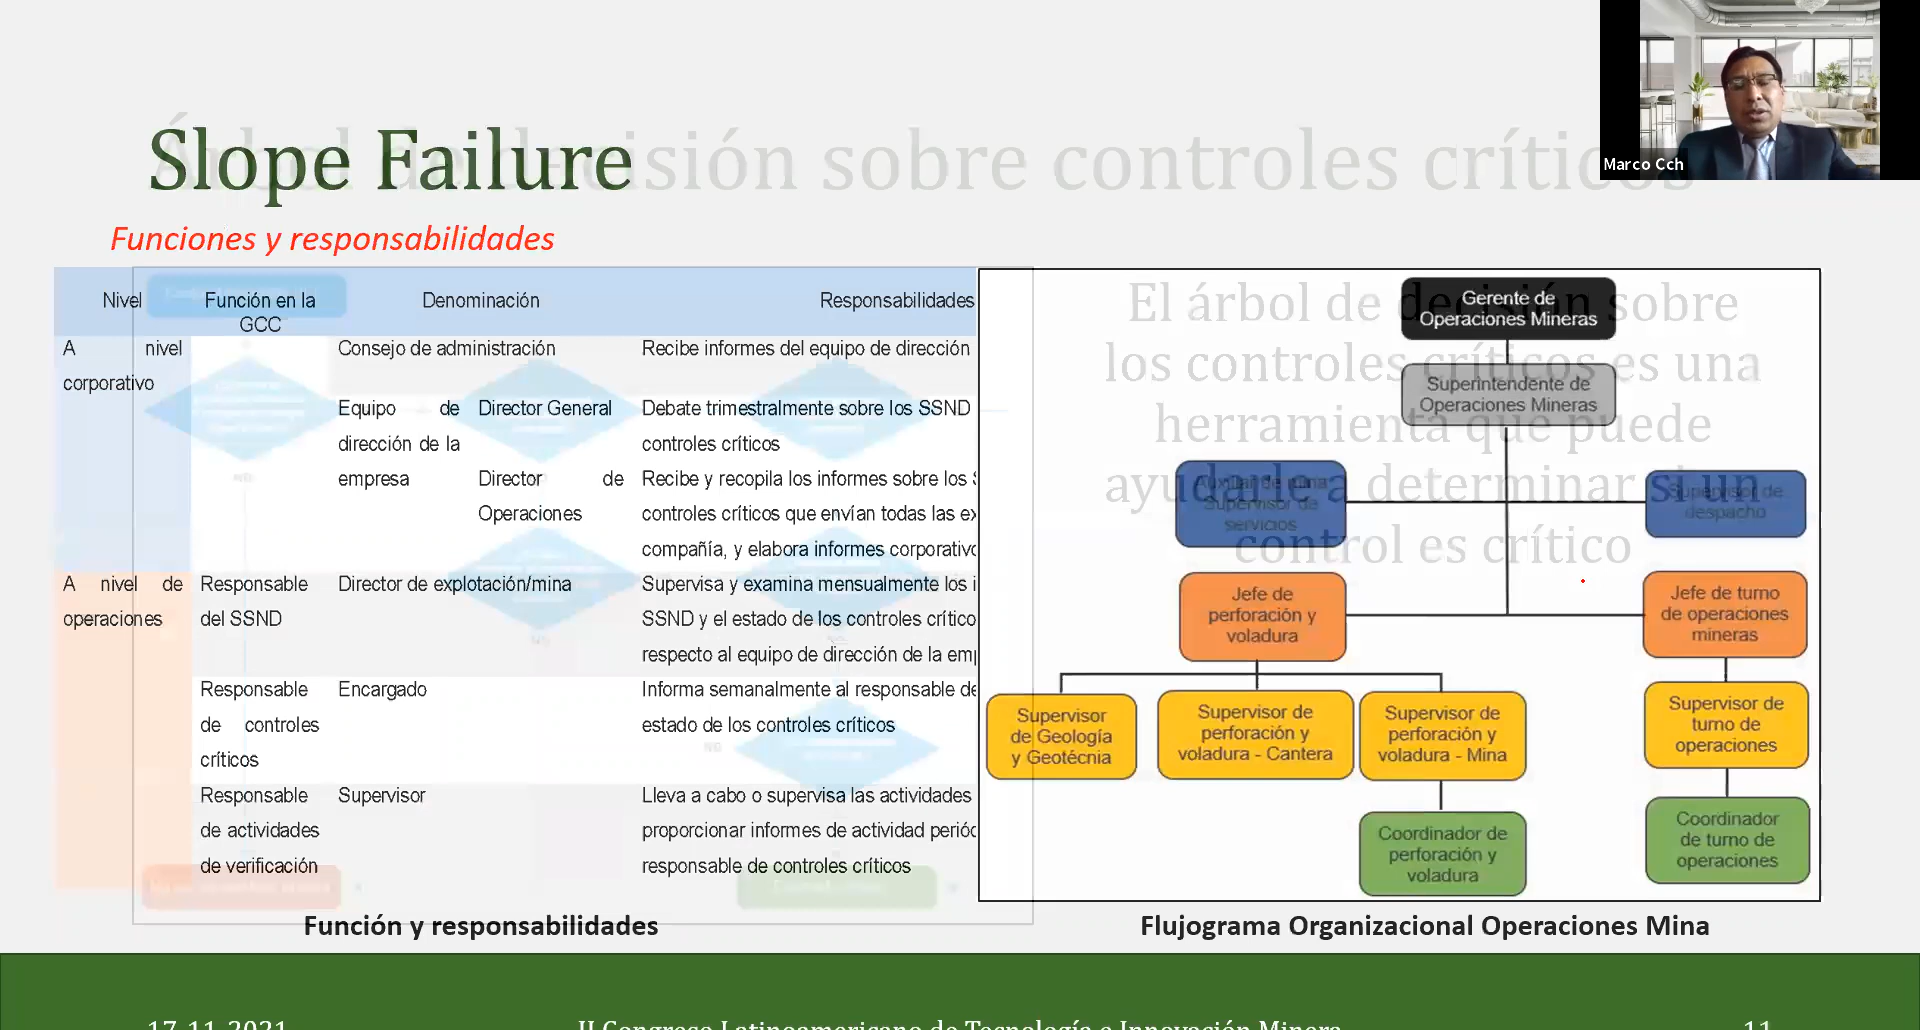 Marco Cch
Slope Failure
Árbol de decisión sobre controles críticos
Funciones y responsabilidades
Nivel
Función en la
GCC
Denominación
Responsabilidades
A nivel
corporativo
Consejo de administración
Recibe informes del equipo de dirección
Equipo de
dirección de la
empresa
Director General
Debate trimestralmente sobre los SSND
controles críticos
Director de
Operaciones
Recibe y recopila los informes sobre los
controles críticos que envían todas las
compañía, y elabora informes
A nivel de
operaciones
Responsable
del SSND
Director de explotación/mina
Supervisa y examina mensualmente los
SSND y el estado de los controles
respecto al equipo de dirección de la
Responsable
de controles
críticos
Encargado
Informa semanalmente al responsable
estado de los controles críticos
Responsable
de actividades
de verificación
Supervisor
Lleva a cabo o supervisa las actividades
proporcionar informes de actividad
responsable de controles críticos
NO
NO
Función y responsabilidades
El árbol de decisión sobre
los controles críticos es una
herramienta que puede
ayudarle a determinar si un
control es crítico
Gerente de
Operaciones Mineras
Superintendente de
Operaciones Mineras
Supervisor de
servicios
Supervisor de
despacho
Jefe de
perforación y
voladura
Jefe de turno
de operaciones
mineras
Supervisor
de Geología
y Geotécnia
Supervisor de
perforación y
voladura - Cantera
Supervisor de
perforación y
voladura - Mina
Supervisor de
turno de
operaciones
Coordinador de
perforación y
voladura
Coordinador
de turno de
operaciones
Flujograma Organizacional Operaciones Mina
17-11-2021
II Congreso Latinoamericano de Tecnología e Innovación Minera
11